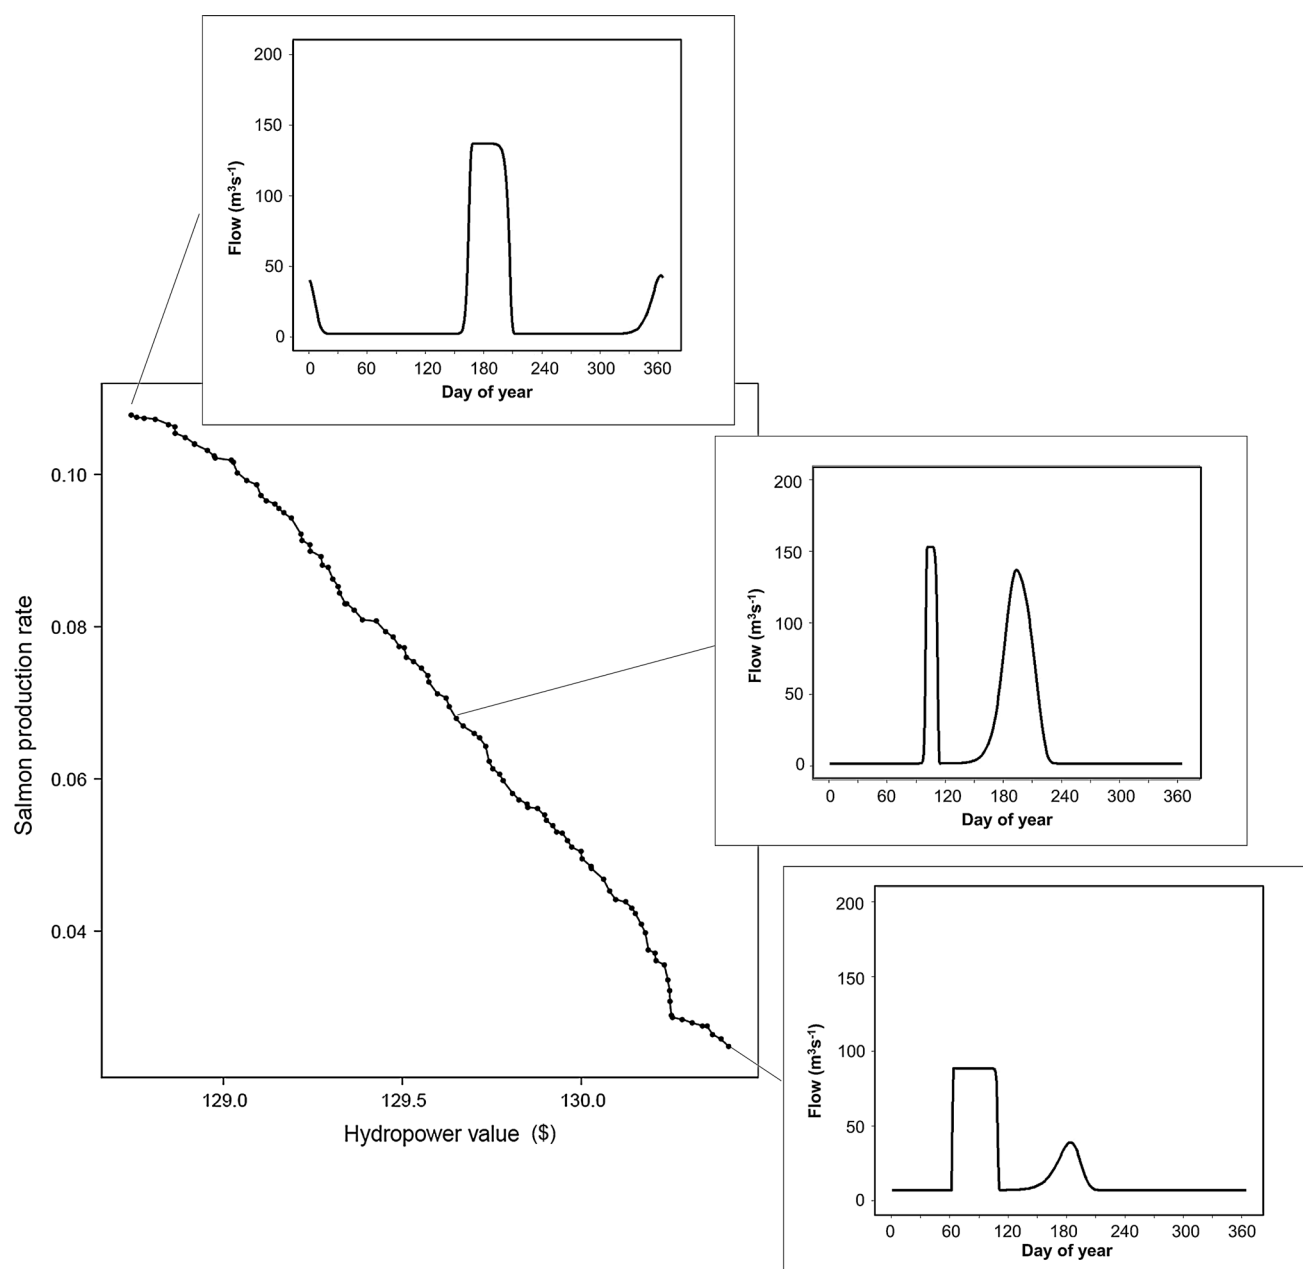 200
150
100
50
0
Flow (m³s⁻¹)
0 60 120 180 240 300 360
Day of year
0.10
0.08
0.06
0.04
Salmon production rate
129.0 129.5 130.0
Hydropower value ($)
200
150
100
50
0
Flow (m³s⁻¹)
0 60 120 180 240 300 360
Day of year
200
150
100
50
0
Flow (m³s⁻¹)
0 60 120 180 240 300 360
Day of year